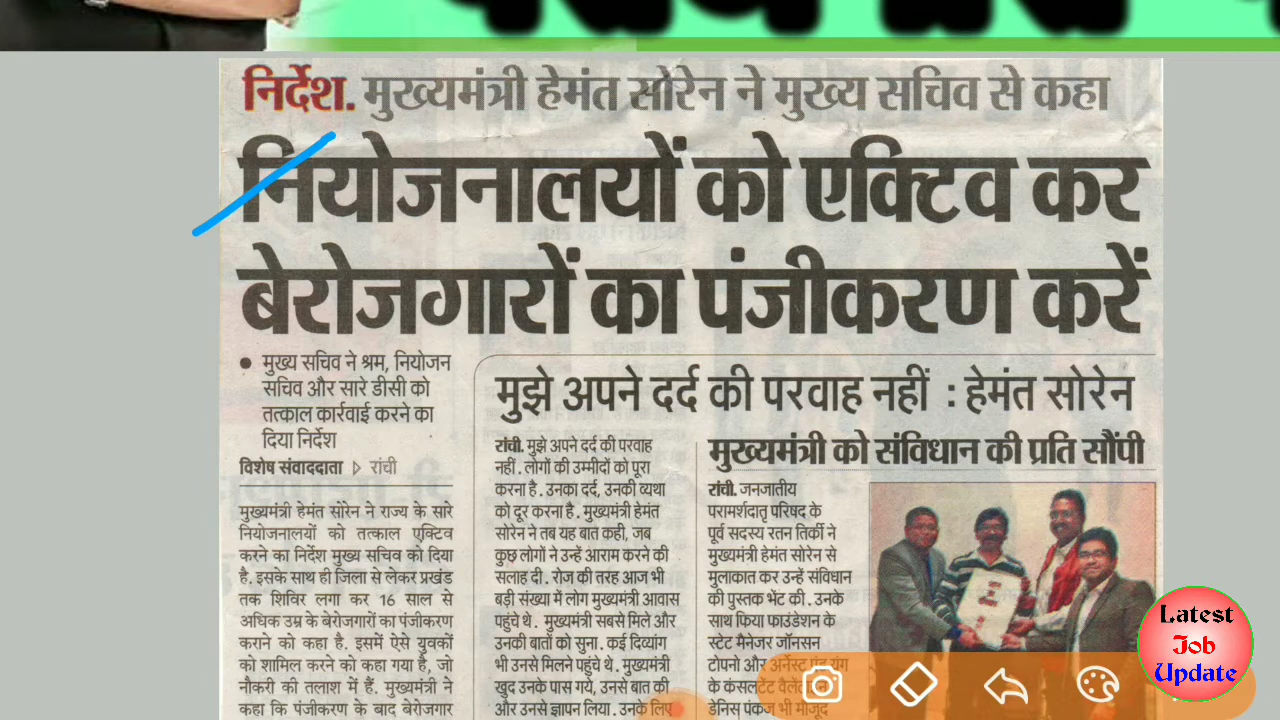 निर्देश. मुख्यमंत्री हेमंत सोरेन ने मुख्य सचिव से कहा
नियोजनालयों को एक्टिव कर
बेरोजगारों का पंजीकरण करें
● मुख्य सचिव ने श्रम, नियोजन
सचिव और सारे डीसी को
तत्काल कार्रवाई करने का
दिया निर्देश
विशेष संवाददाता ▷ रांची
मुख्यमंत्री हेमंत सोरेन ने राज्य के सारे
नियोजनालयों को तत्काल एक्टिव
करने का निर्देश मुख्य सचिव को दिया
है. इसके साथ ही जिला से लेकर प्रखंड
तक शिविर लगा कर 16 साल से
अधिक उम्र के बेरोजगारों का पंजीकरण
कराने को कहा है. इसमें ऐसे युवकों
को शामिल करने को कहा गया है, जो
नौकरी की तलाश में हैं. मुख्यमंत्री ने
कहा कि पंजीकरण के बाद बेरोजगार
मुझे अपने दर्द की परवाह नहीं : हेमंत सोरेन
रांची. मुझे अपने दर्द की परवाह
नहीं . लोगों की उम्मीदों को पूरा
करना है . उनका दर्द, उनकी व्यथा
को दूर करना है . मुख्यमंत्री हेमंत
सोरेन ने तब यह बात कही, जब
कुछ लोगों ने उन्हें आराम करने की
सलाह दी . रोज की तरह आज भी
बड़ी संख्या में लोग मुख्यमंत्री आवास
पहुंचे थे . मुख्यमंत्री सबसे मिले और
उनकी बातों को सुना . कई दिव्यांग
भी उनसे मिलने पहुंचे थे . मुख्यमंत्री
खुद उनके पास गये, उनसे बात की
और उनसे ज्ञापन लिया . उनके लिए
मुख्यमंत्री को संविधान की प्रति सौंपी
रांची. जनजातीय
परामर्शदातृ परिषद के
पूर्व सदस्य रतन तिर्की ने
मुख्यमंत्री हेमंत सोरेन से
मुलाकात कर उन्हें संविधान
की पुस्तक भेंट की . उनके
साथ फिया फाउंडेशन के
स्टेट मैनेजर जॉनसन
टोपनो और अर्नेस्ट एंड यंग
के कंसलटेंट
डेनिस पंकज भी मौजूद
Latest
Job
Update